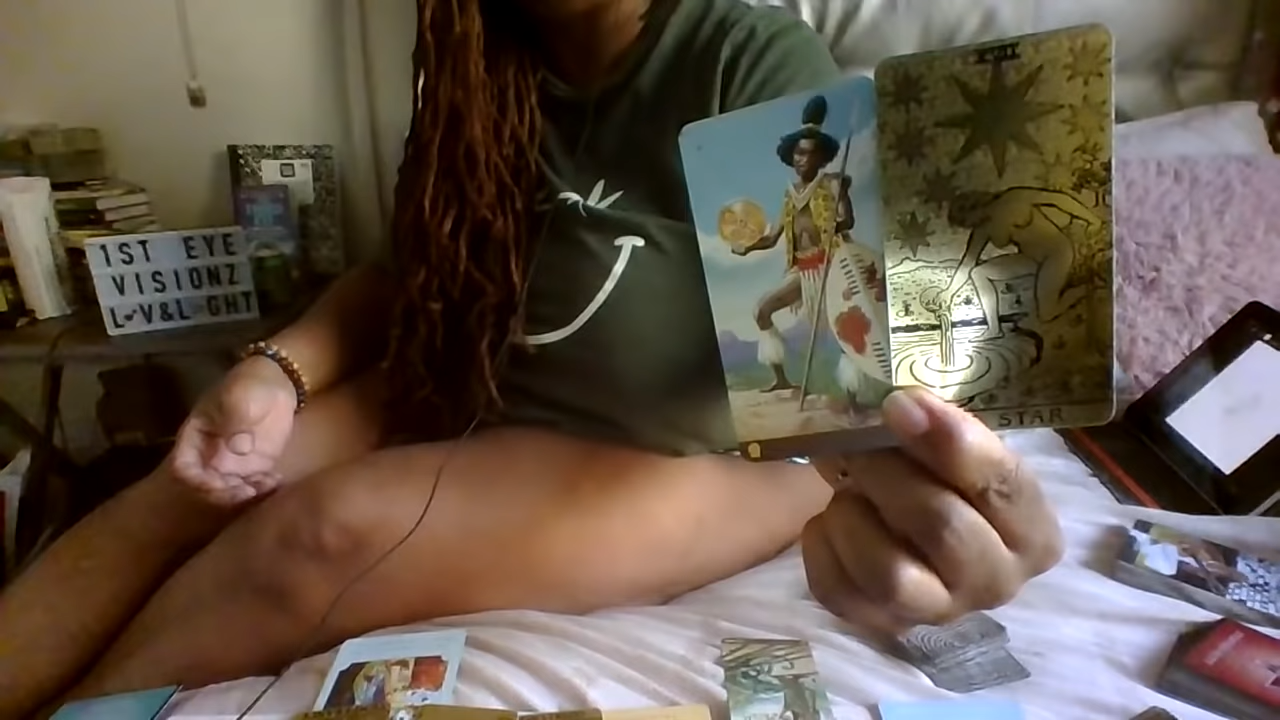 1ST EYE
VISIONZ
L♥V&L GHT
XVII
STAR